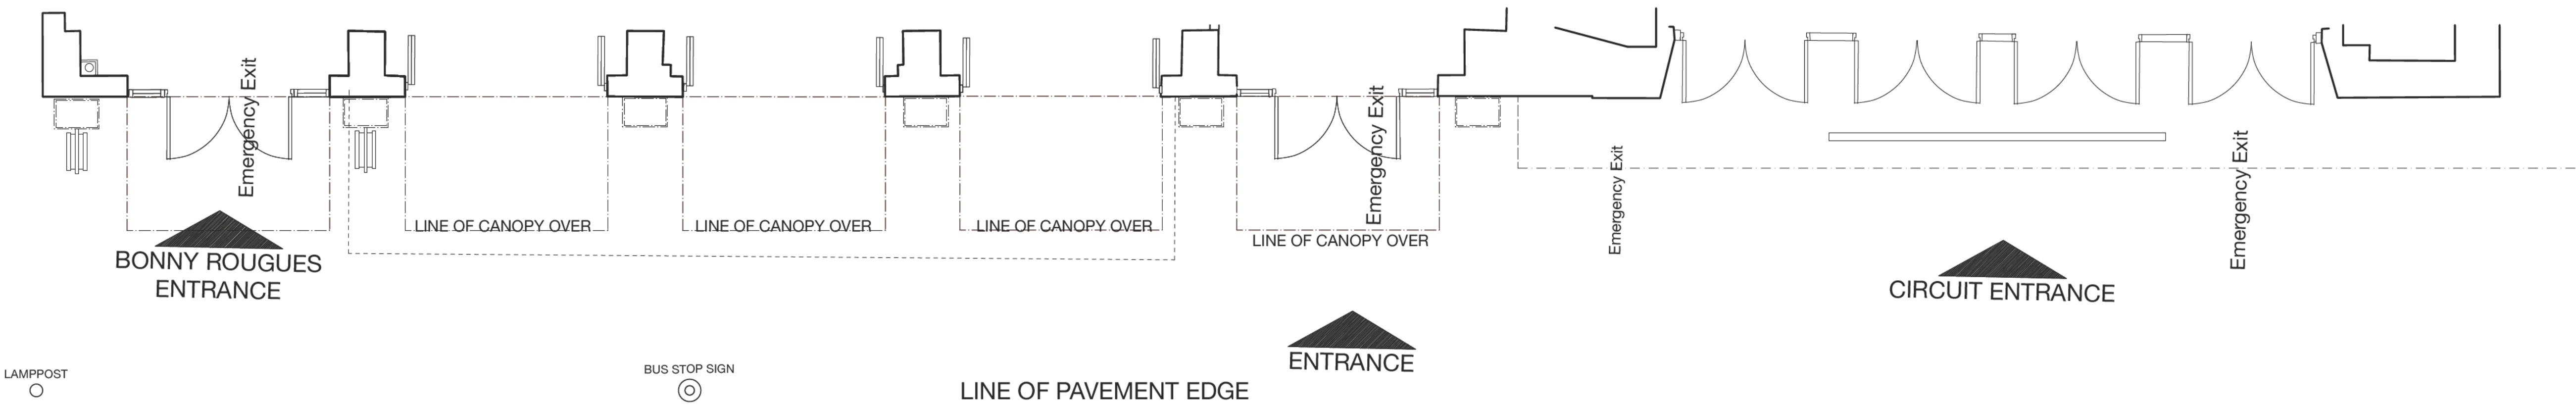 Emergency Exit
Emergency Exit
Emergency Exit
Emergency Exit
LINE OF CANOPY OVER
LINE OF CANOPY OVER
LINE OF CANOPY OVER
LINE OF CANOPY OVER
BONNY ROUGUES
ENTRANCE
CIRCUIT ENTRANCE
ENTRANCE
LAMPPOST
BUS STOP SIGN
LINE OF PAVEMENT EDGE